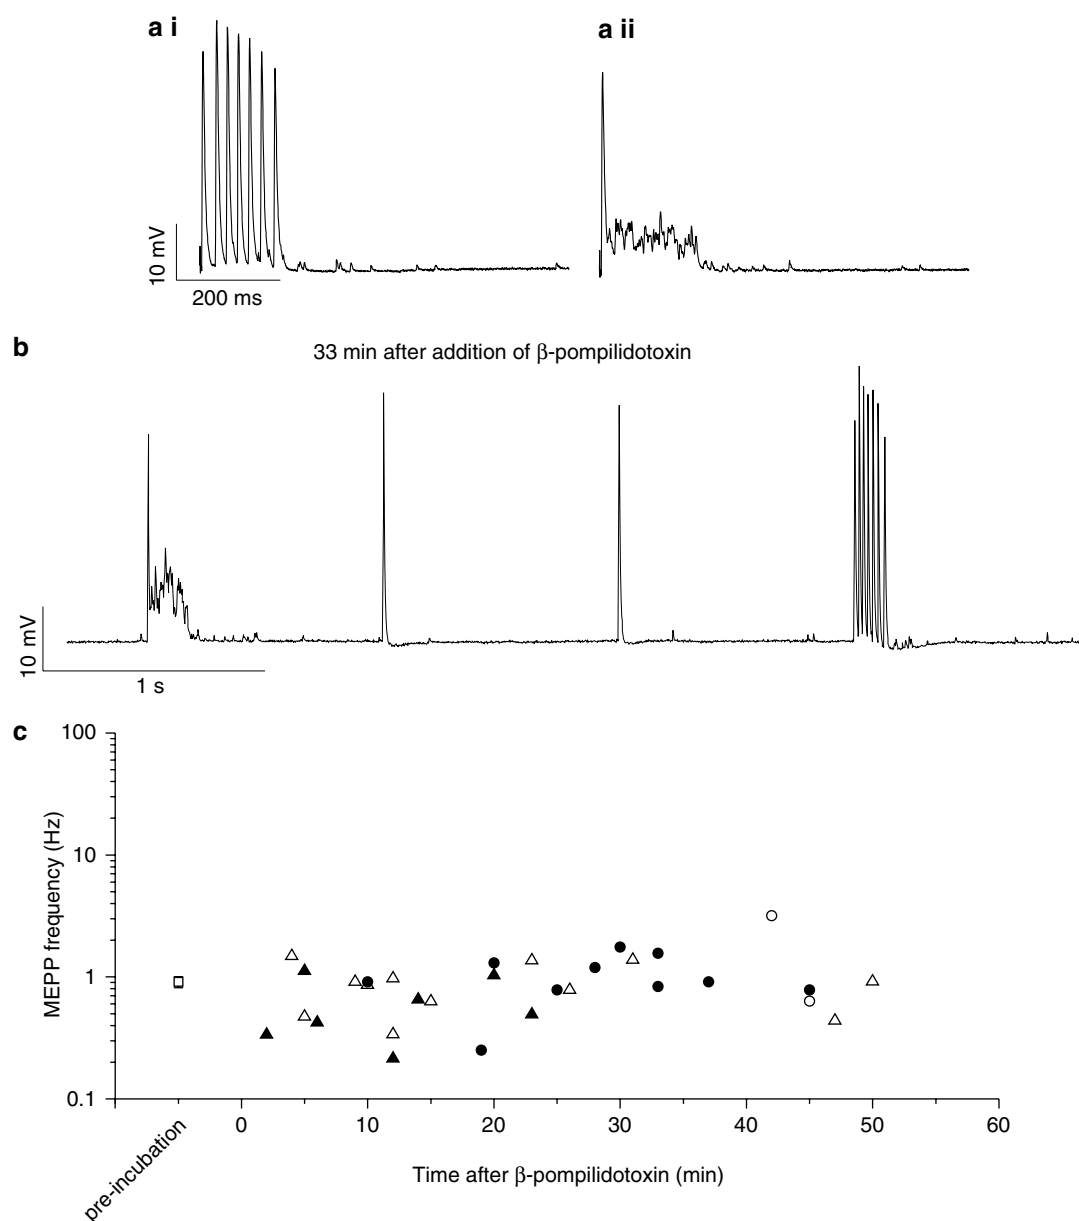 a i
a ii
10 mV
200 ms
b
33 min after addition of β-pompilidotoxin
10 mV
1 s
c
100
10
1
0.1
MEPP frequency (Hz)
pre-incubation
0
10
20
30
40
50
60
Time after β-pompilidotoxin (min)